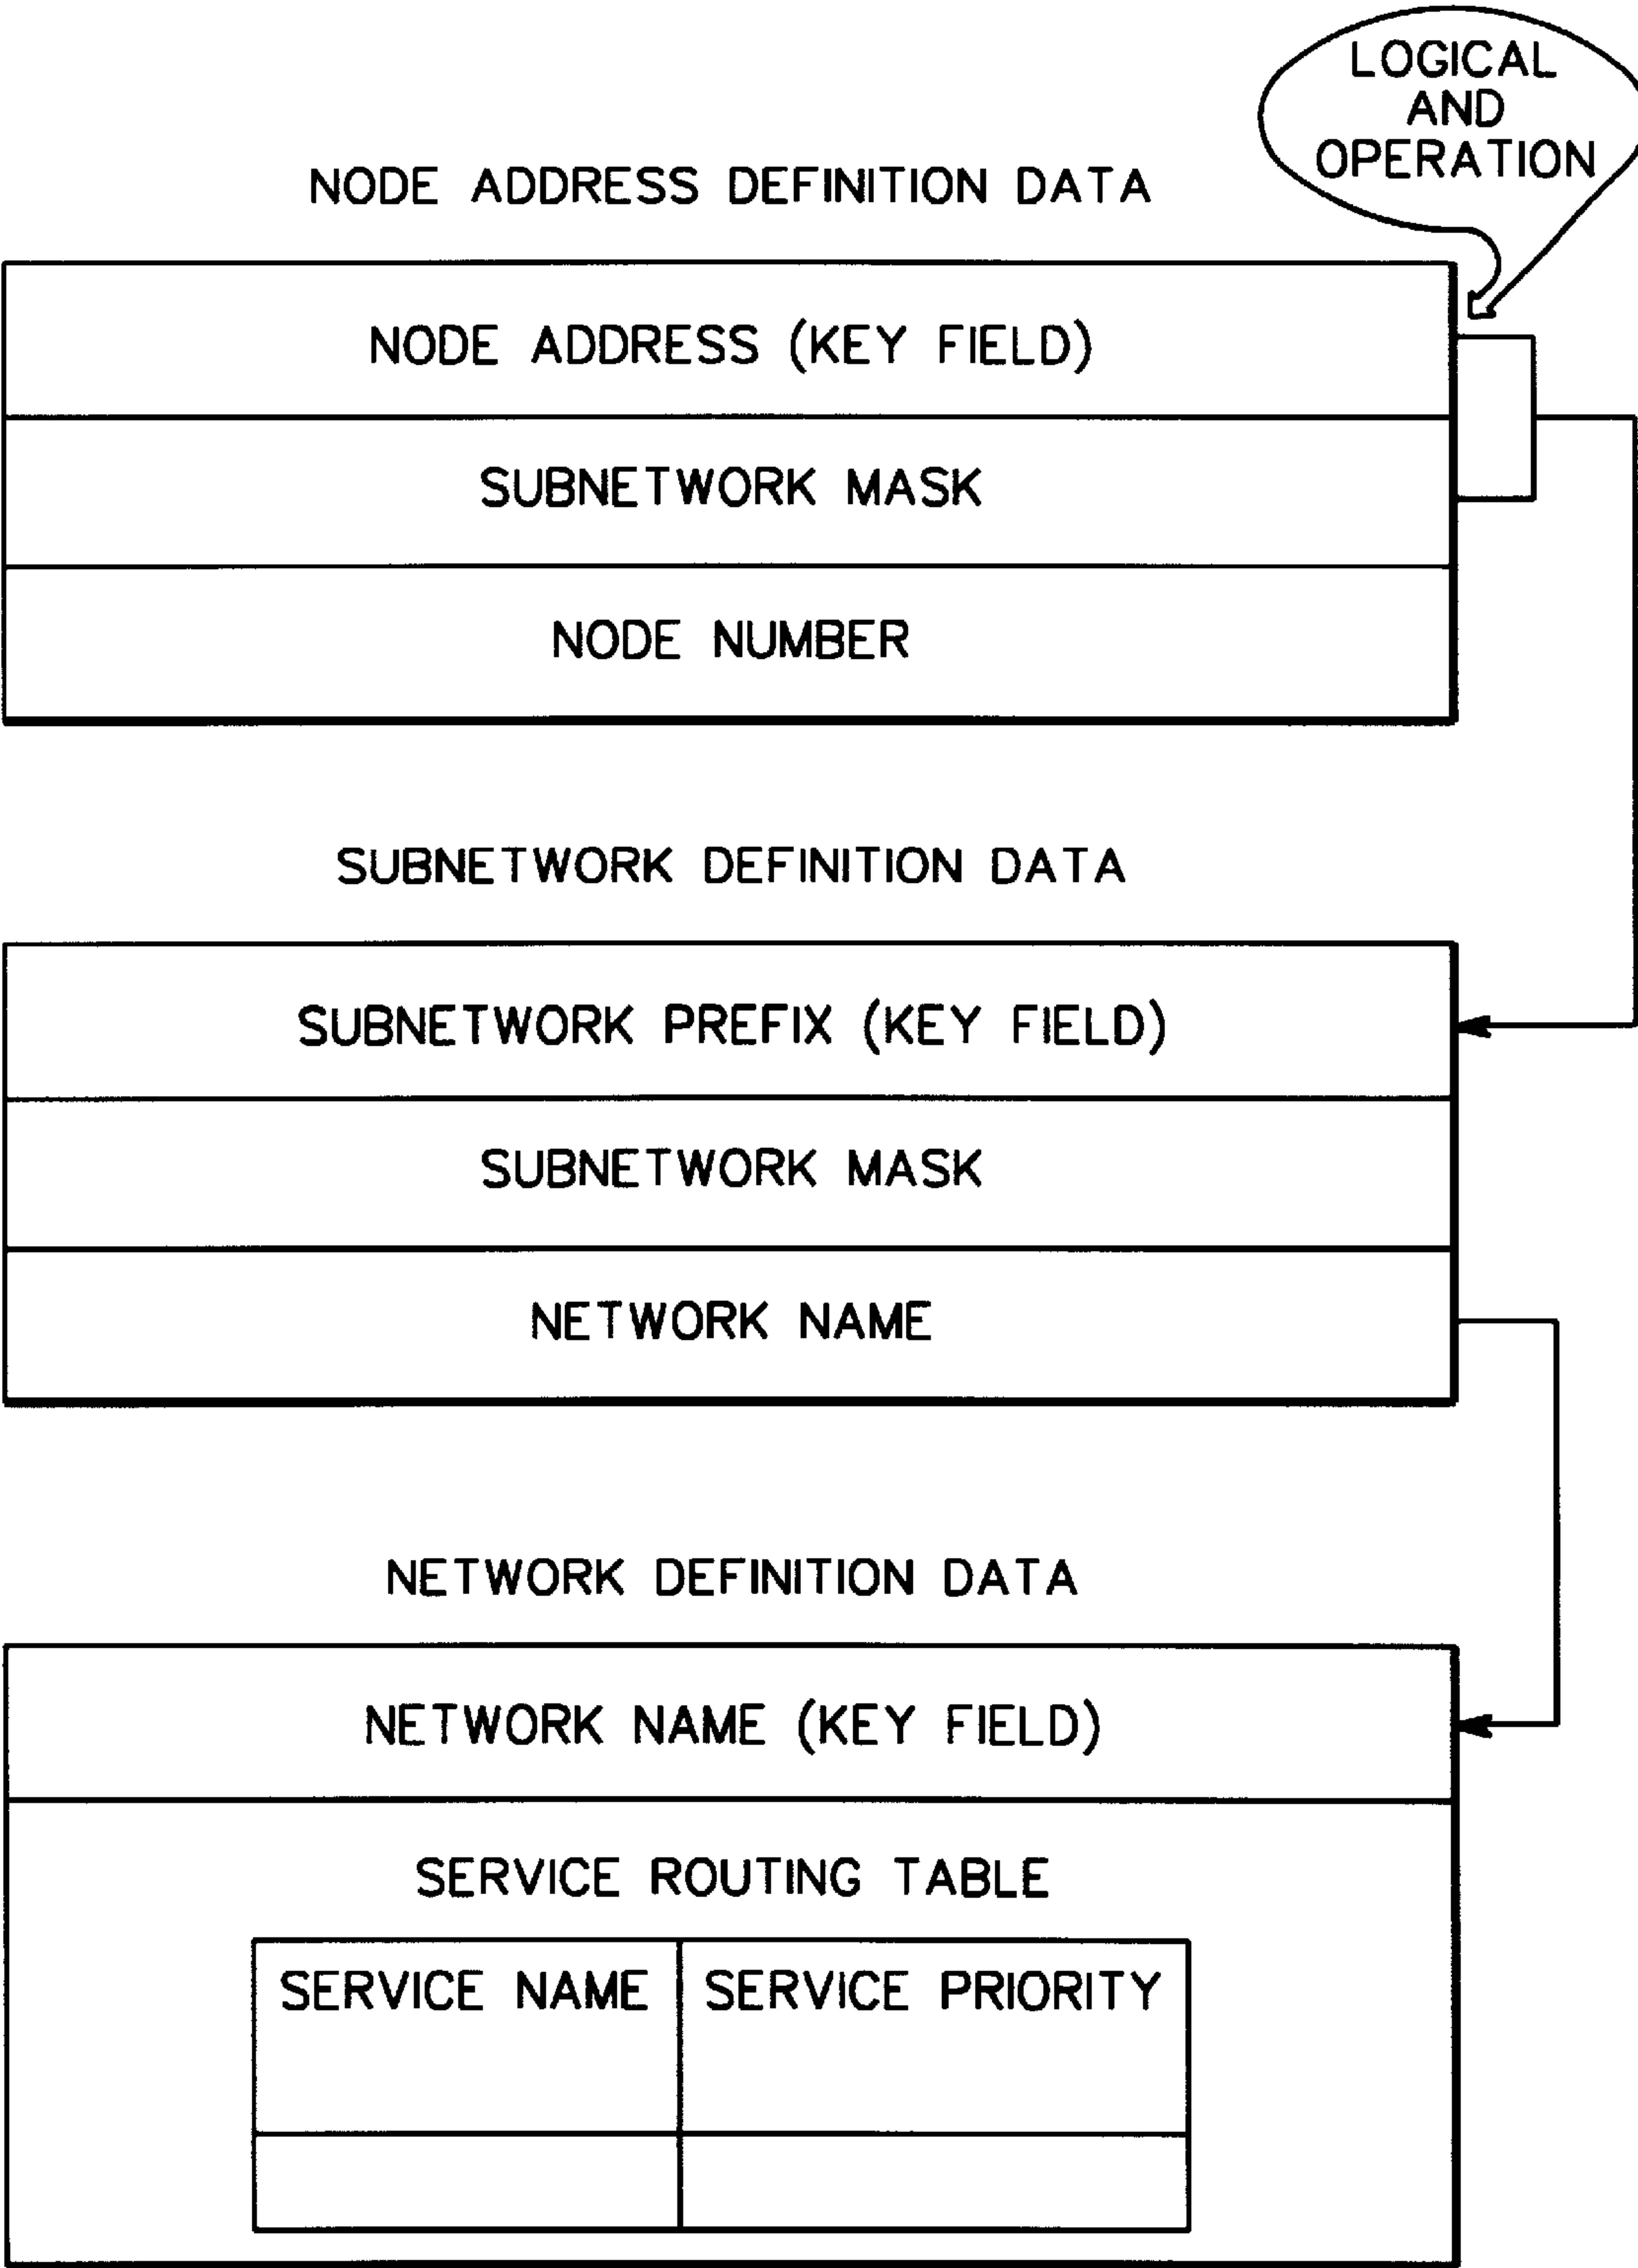 LOGICAL
AND
OPERATION
NODE ADDRESS DEFINITION DATA
NODE ADDRESS (KEY FIELD)
SUBNETWORK MASK
NODE NUMBER
SUBNETWORK DEFINITION DATA
SUBNETWORK PREFIX (KEY FIELD)
SUBNETWORK MASK
NETWORK NAME
NETWORK DEFINITION DATA
NETWORK NAME (KEY FIELD)
SERVICE ROUTING TABLE
SERVICE NAME SERVICE PRIORITY